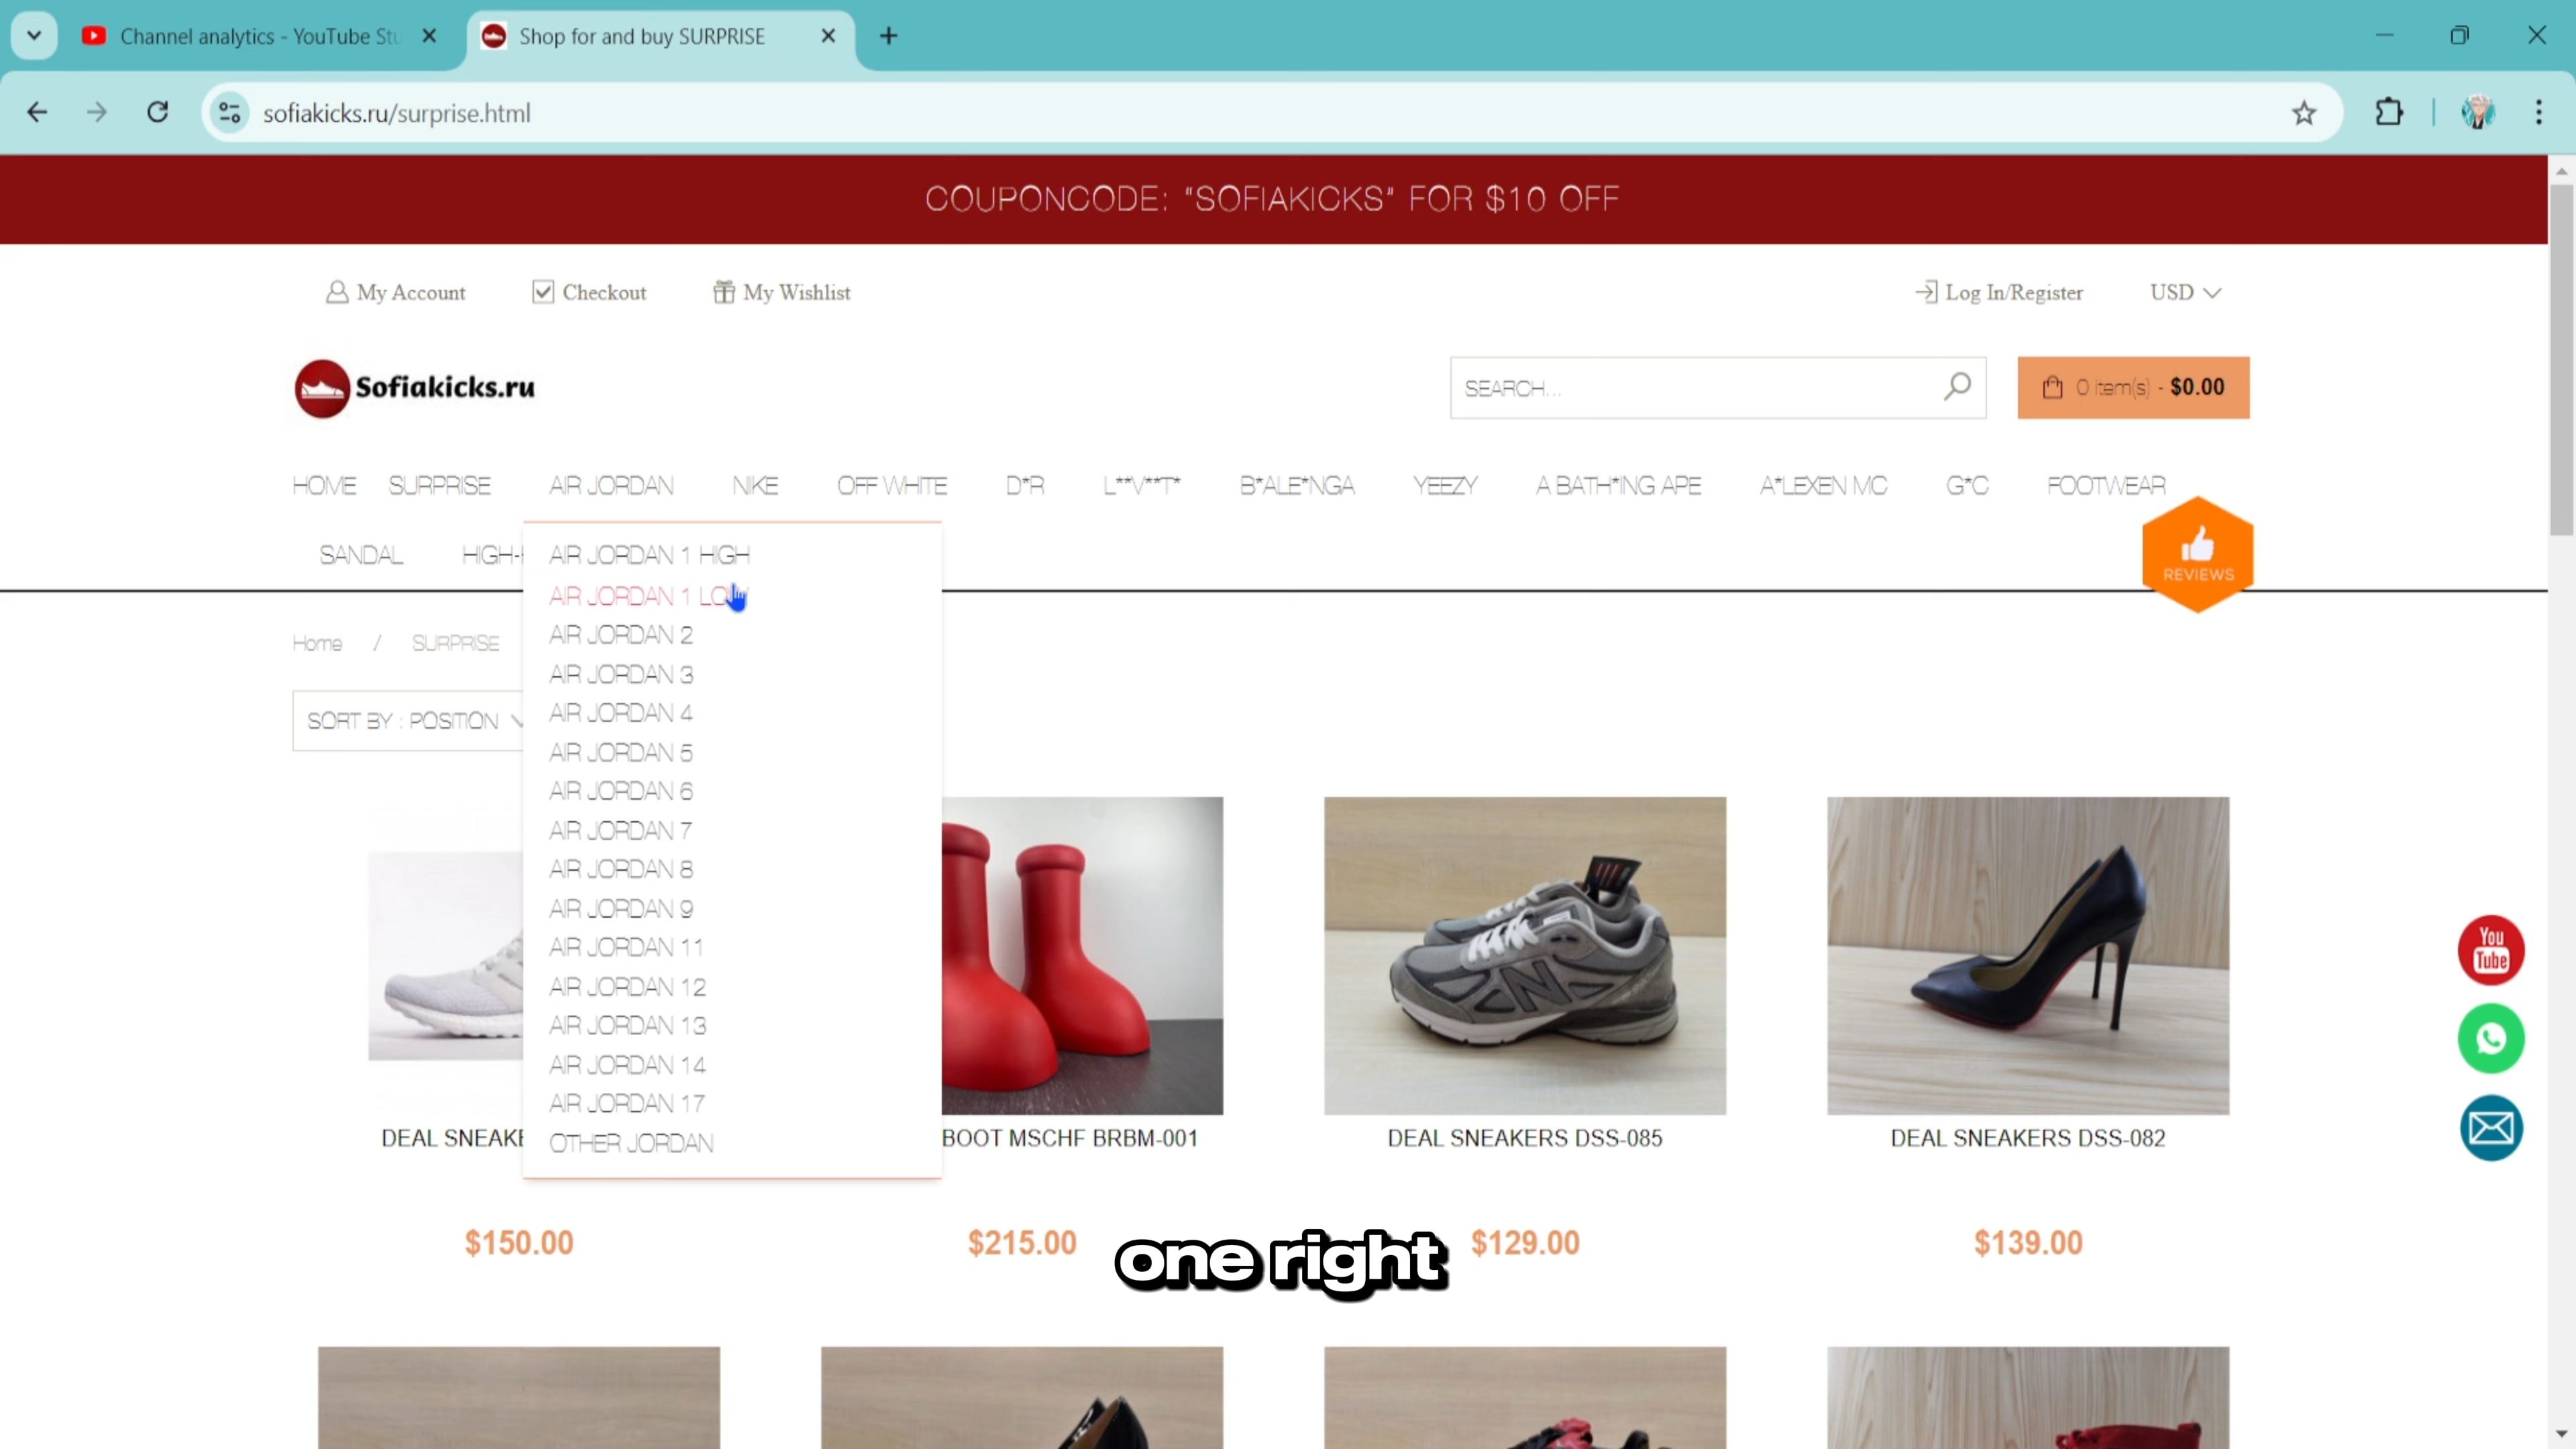 Channel analytics - YouTube Stu
Shop for and buy SURPRISE
sofiakicks.ru/surprise.html
COUPONCODE: "SOFIAKICKS" FOR $10 OFF
My Account
Checkout
My Wishlist
Log In/Register
USD
Sofiakicks.ru
SEARCH...
0 item(s) - $0.00
HOME SURPRISE AIR JORDAN NIKE OFF WHITE D*R L**V**T* B*ALE*NGA YEEZY A BATH*ING APE A*LEXEN MC G*C FOOTWEAR
SANDAL HIGH-
REVIEWS
AIR JORDAN 1 HIGH
AIR JORDAN 1 LOW
AIR JORDAN 2
AIR JORDAN 3
AIR JORDAN 4
AIR JORDAN 5
AIR JORDAN 6
AIR JORDAN 7
AIR JORDAN 8
AIR JORDAN 9
AIR JORDAN 11
AIR JORDAN 12
AIR JORDAN 13
AIR JORDAN 14
AIR JORDAN 17
OTHER JORDAN
Home / SURPRISE
SORT BY : POSITION
You
Tube
DEAL SNEAKE
BOOT MSCHF BRBM-001
DEAL SNEAKERS DSS-085
DEAL SNEAKERS DSS-082
$150.00
$215.00
$129.00
$139.00
one right